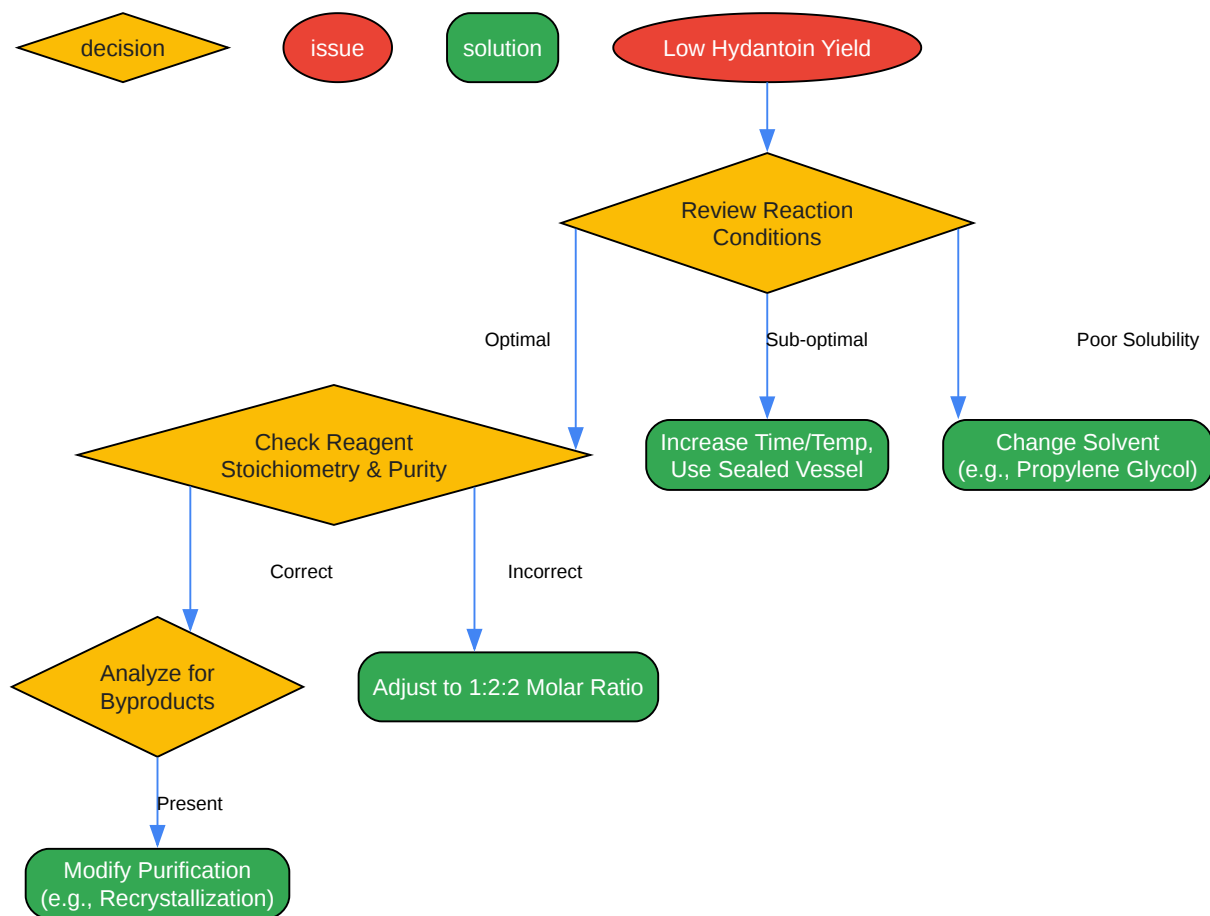 decision
issue
solution
Low Hydantoin Yield
Review Reaction
Conditions
Optimal
Sub-optimal
Poor Solubility
Check Reagent
Stoichiometry & Purity
Increase Time/Temp,
Use Sealed Vessel
Change Solvent
(e.g., Propylene Glycol)
Correct
Incorrect
Analyze for
Byproducts
Adjust to 1:2:2 Molar Ratio
Present
Modify Purification
(e.g., Recrystallization)